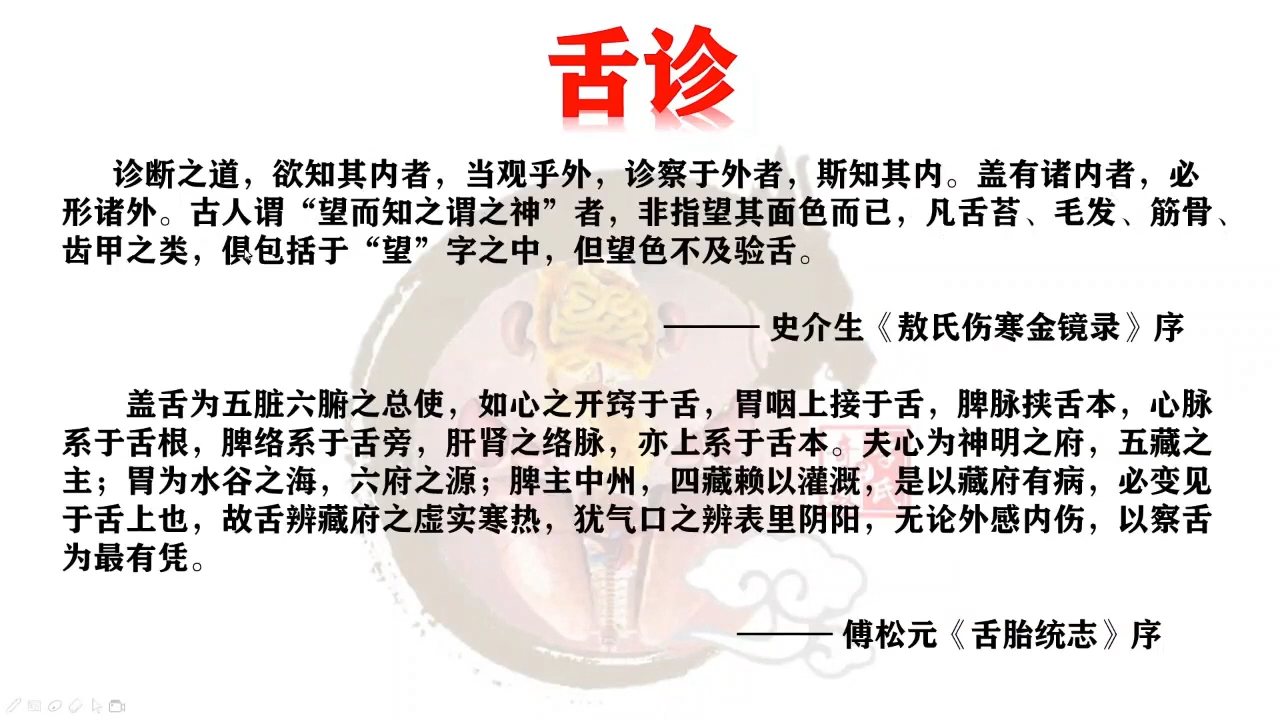 舌诊
诊断之道，欲知其内者，当观乎外，诊察于外者，斯知其内。盖有诸内者，必
形诸外。古人谓“望而知之谓之神”者，非指望其面色而已，凡舌苔、毛发、筋骨、
齿甲之类，俱包括于“望”字之中，但望色不及验舌。
——— 史介生《敖氏伤寒金镜录》序
盖舌为五脏六腑之总使，如心之开窍于舌，胃咽上接于舌，脾脉挟舌本，心脉
系于舌根，脾络系于舌旁，肝肾之络脉，亦上系于舌本。夫心为神明之府，五藏之
主；胃为水谷之海，六府之源；脾主中州，四藏赖以灌溉，是以藏府有病，必变见
于舌上也，故舌辨藏府之虚实寒热，犹气口之辨表里阴阳，无论外感内伤，以察舌
为最有凭。
——— 傅松元《舌胎统志》序